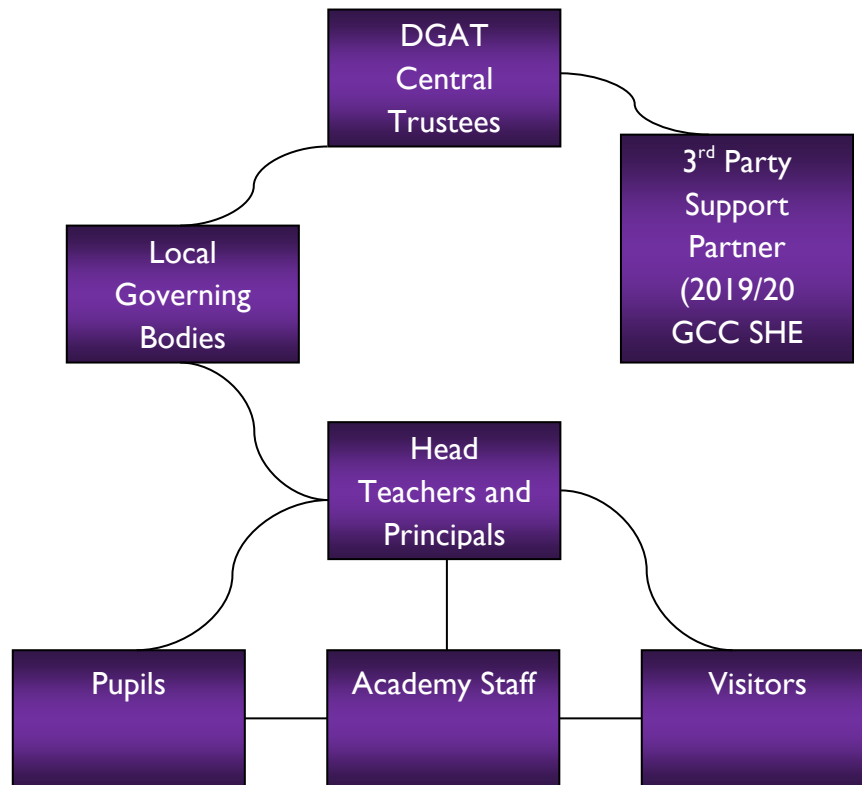 DGAT
Central
Trustees
3rd Party
Support
Partner
(2019/20
GCC SHE
Local
Governing
Bodies
Head
Teachers and
Principals
Pupils
Academy Staff
Visitors